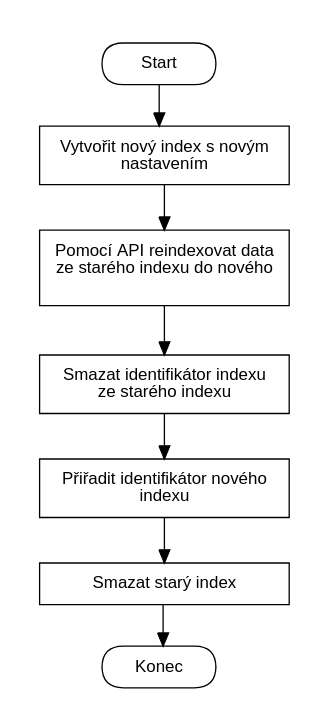 Start
Vytvořit nový index s novým
nastavením
Pomocí API reindexovat data
ze starého indexu do nového
Smazat identifikátor indexu
ze starého indexu
Přiřadit identifikátor nového
indexu
Smazat starý index
Konec